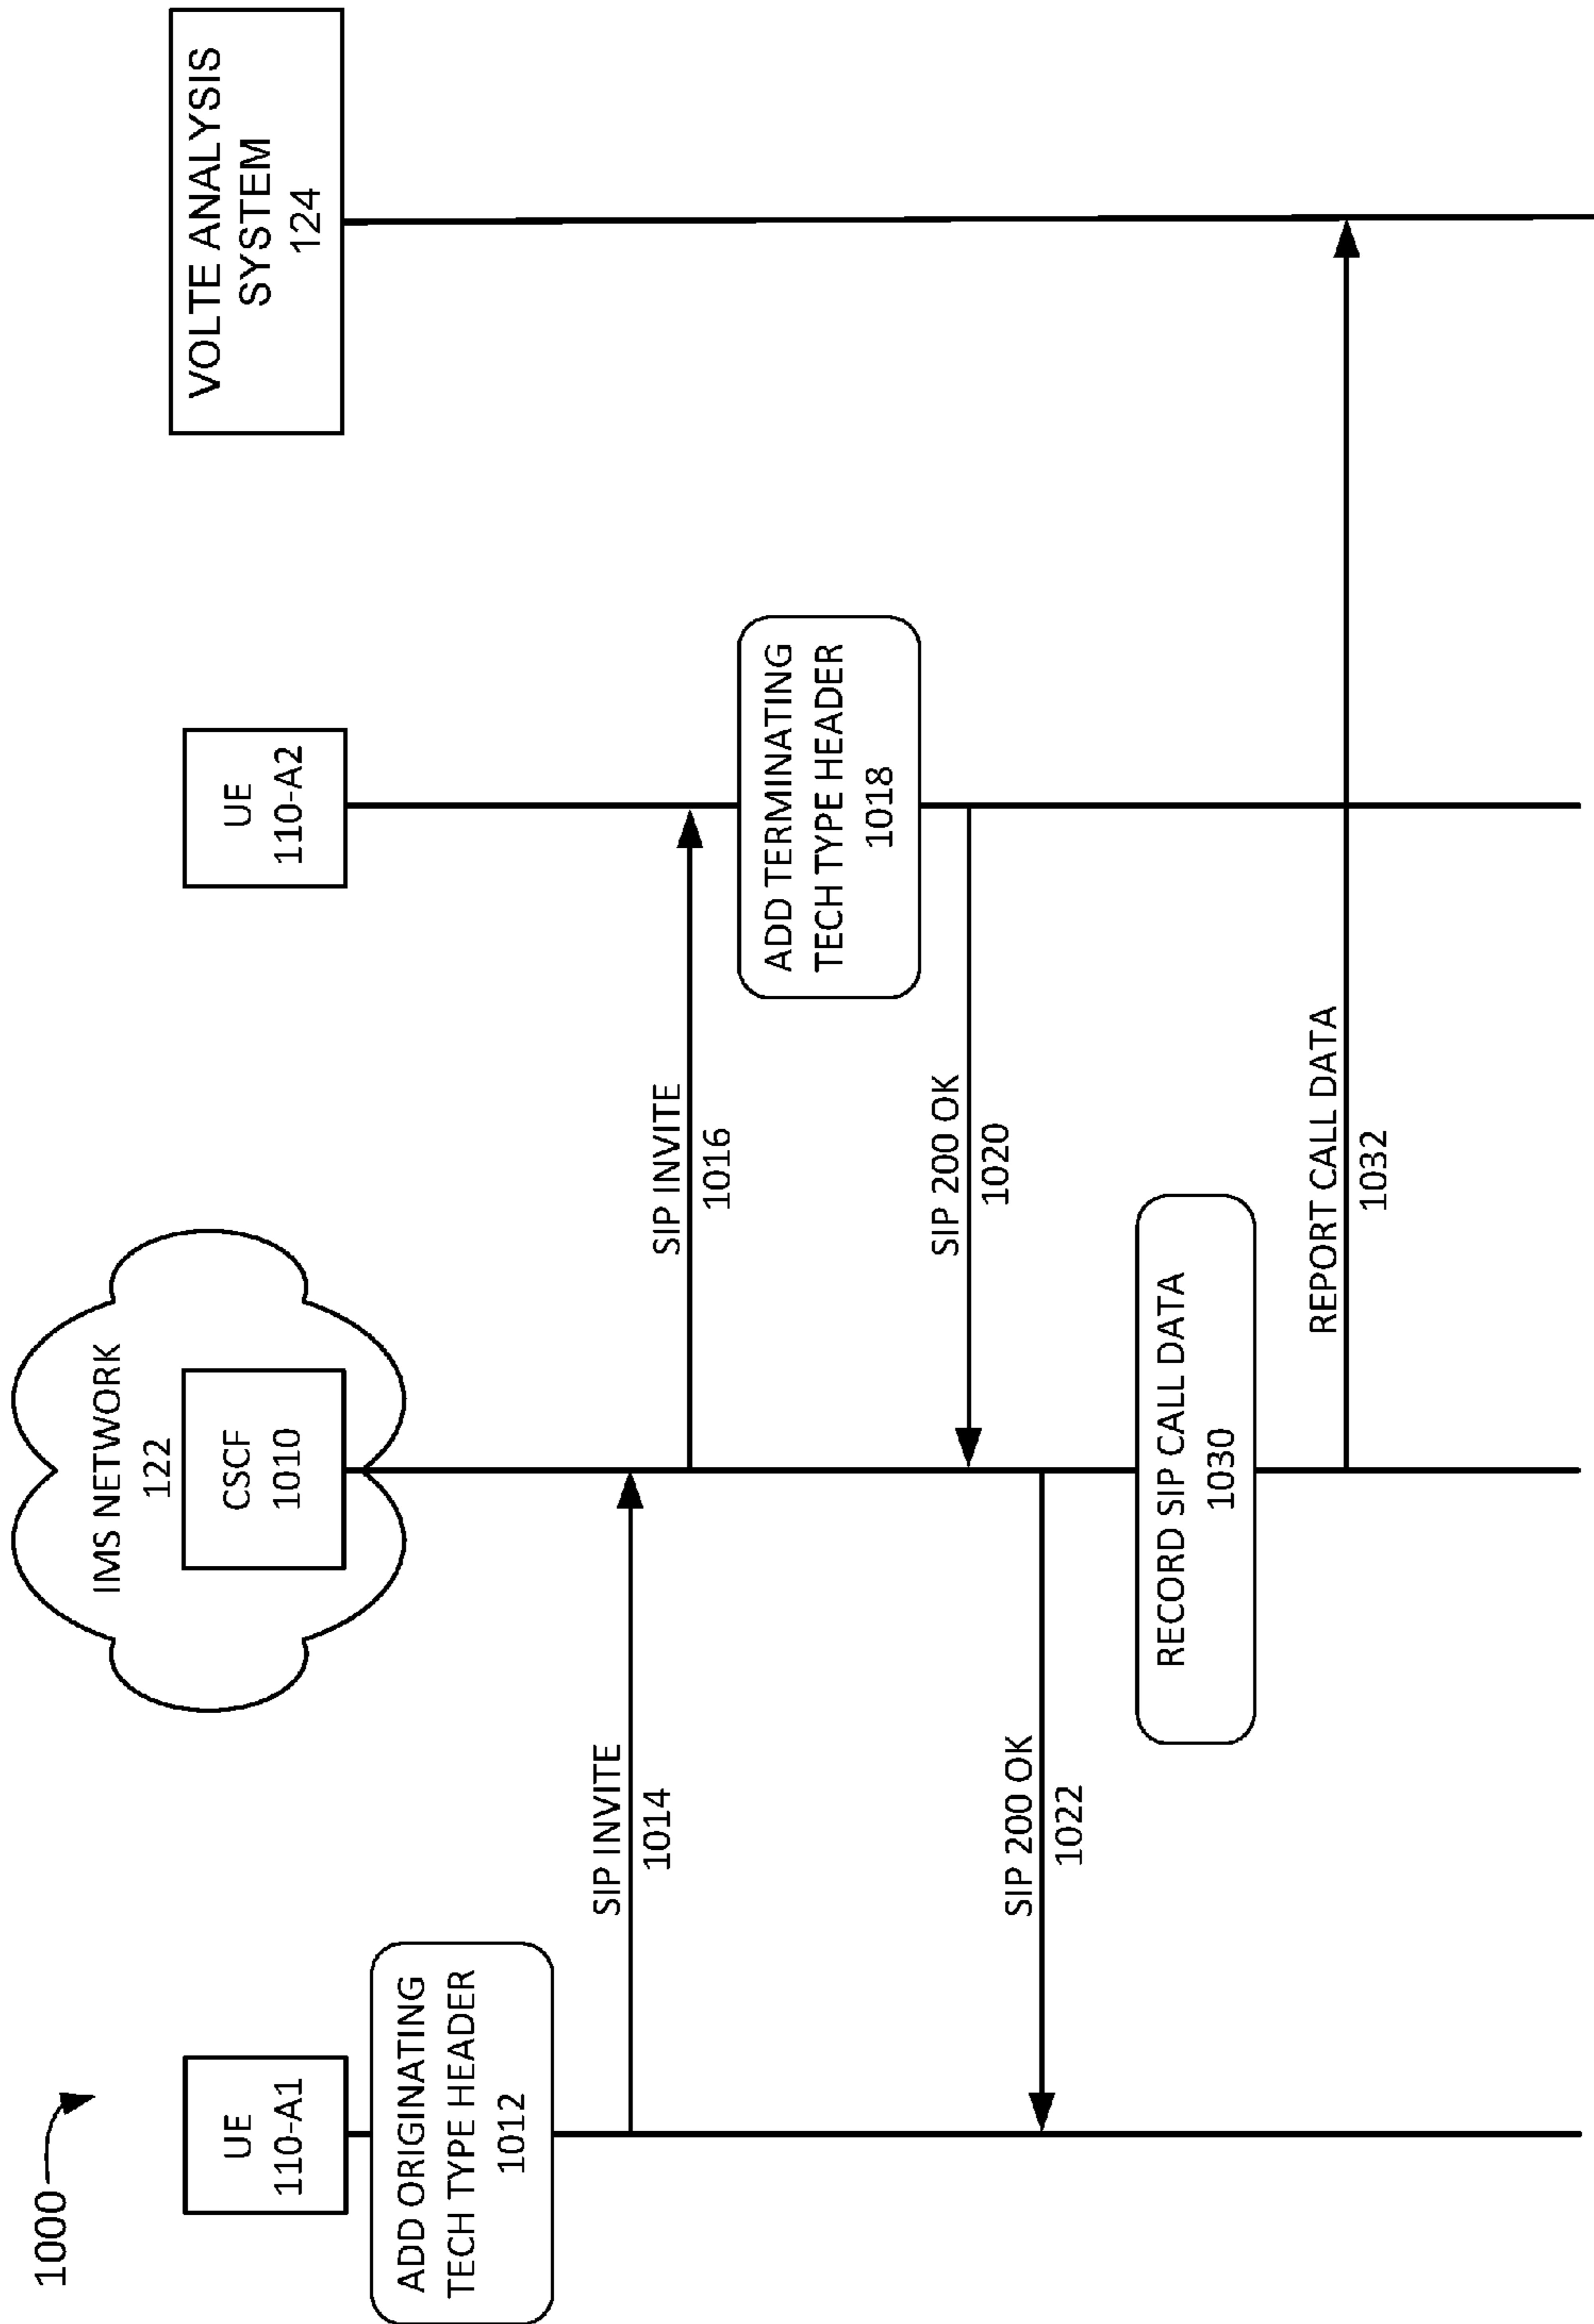 1000
UE
110-A1
IMS NETWORK
122
CSCF
1010
UE
110-A2
VOLTE ANALYSIS
SYSTEM
124
ADD ORIGINATING
TECH TYPE HEADER
1012
SIP INVITE
1014
SIP INVITE
1016
ADD TERMINATING
TECH TYPE HEADER
1018
SIP 200 OK
1020
SIP 200 OK
1022
RECORD SIP CALL DATA
1030
REPORT CALL DATA
1032